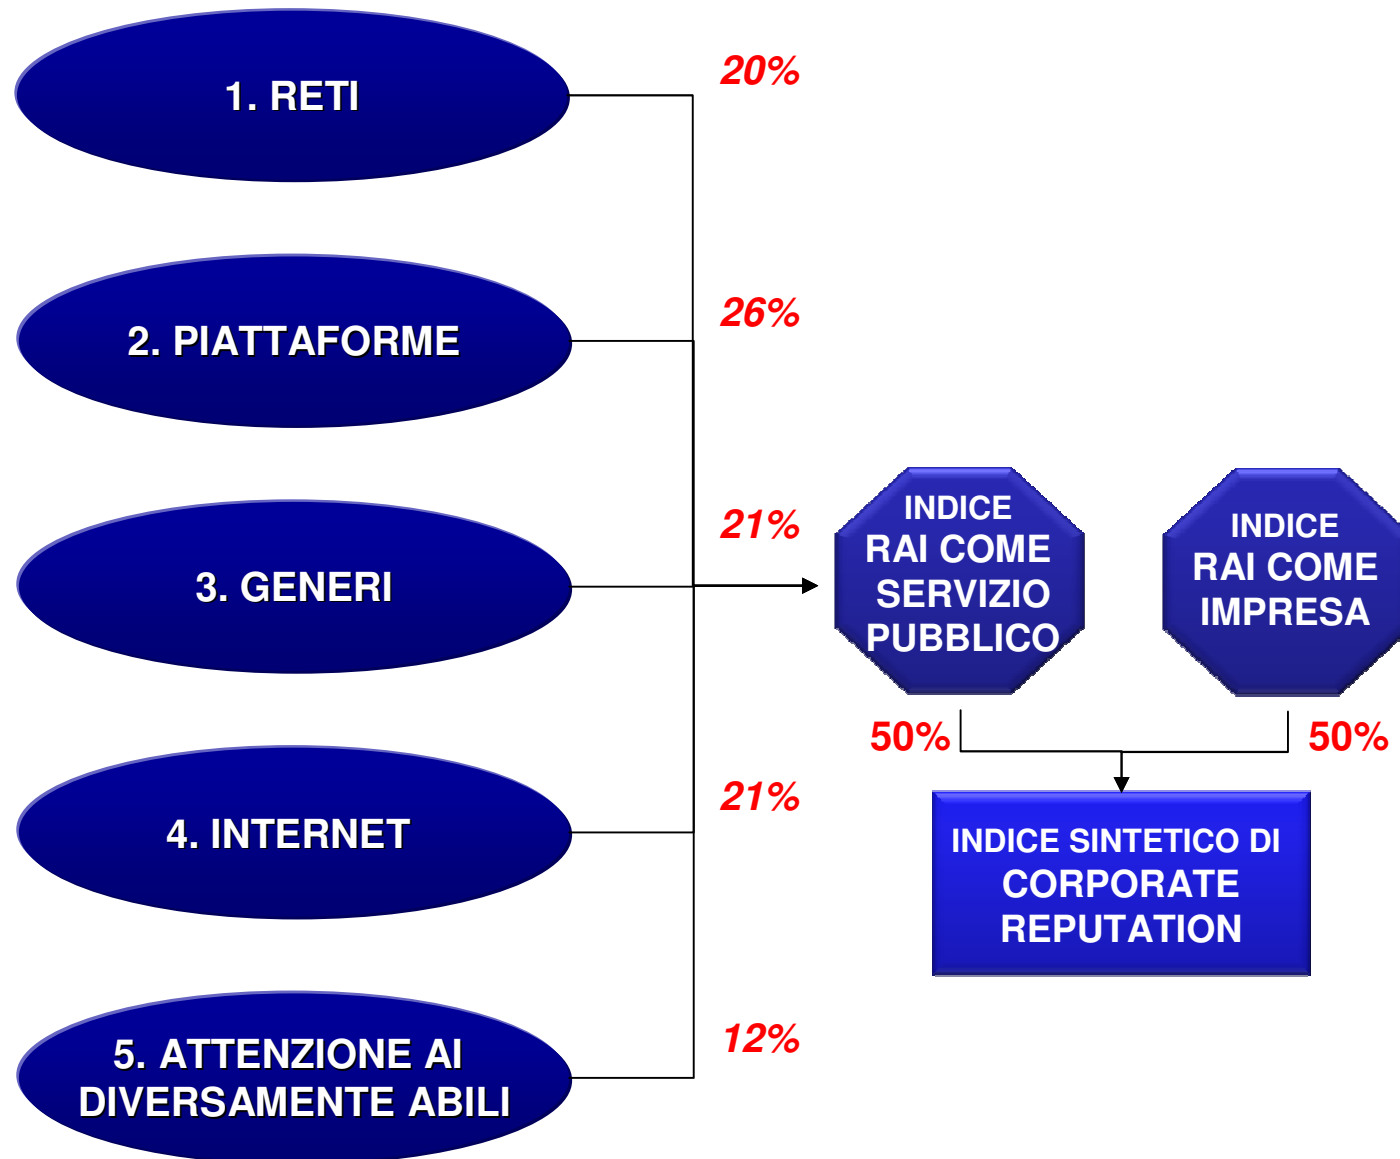 1. RETI
20%
2. PIATTAFORME
26%
3. GENERI
21%
4. INTERNET
21%
5. ATTENZIONE AI
DIVERSAMENTE ABILI
12%
INDICE
RAI COME
SERVIZIO
PUBBLICO
50%
INDICE
RAI COME
IMPRESA
50%
INDICE SINTETICO DI
CORPORATE
REPUTATION